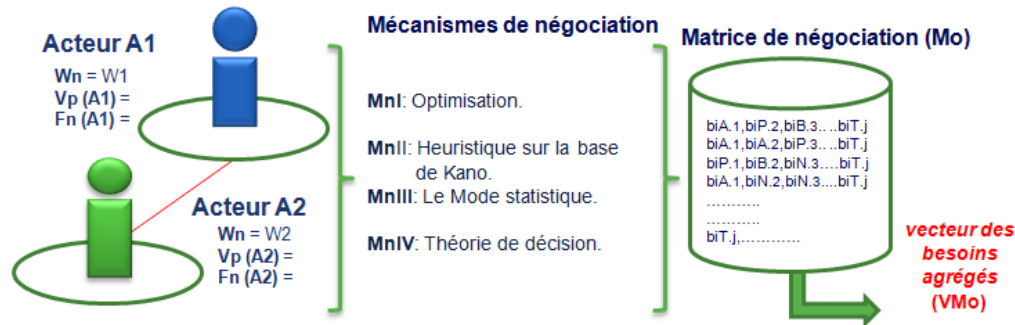 Acteur A1
Wn = W1
Vp (A1) =
Fn (A1) =
Acteur A2
Wn = W2
Vp (A2) =
Fn (A2) =
Mécanismes de négociation
MnI: Optimisation.
MnII: Heuristique sur la base
de Kano.
MnIII: Le Mode statistique.
MnIV: Théorie de décision.
Matrice de négociation (Mo)
biA.1,biP.2,biB.3....biT.j
biA.1,biA.2,biP.3....biT.j
biP.1,biB.2,biN.3....biT.j
biA.1,biN.2,biN.3....biT.j
...........
...........
biT.j,............
vecteur des
besoins
agrégés
(VMo)